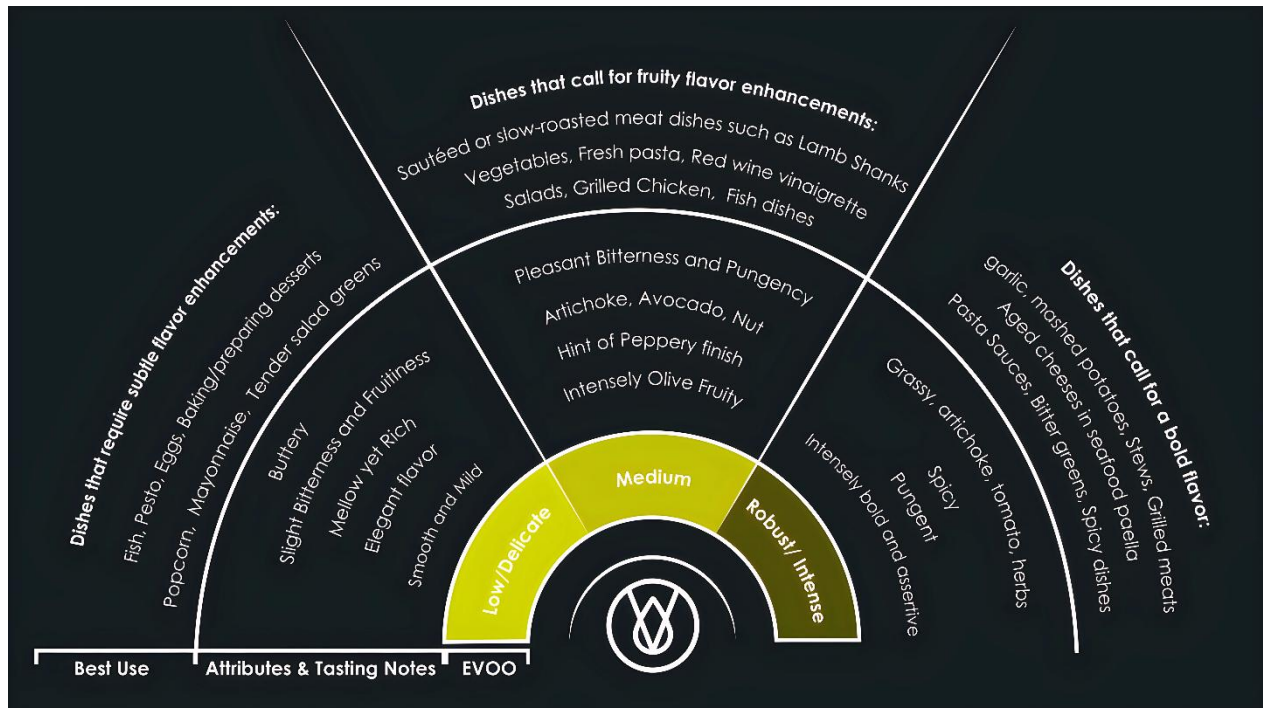 Dishes that require subtle flavor enhancements:
Fish, Pesto, Eggs, Baking/preparing desserts
Popcorn, Mayonnaise, Tender salad greens
Buttery
Slight Bitterness and Fruitiness
Mellow yet Rich
Elegant flavor
Smooth and Mild
Low/Delicate
Dishes that call for fruity flavor enhancements:
Sautéed or slow-roasted meat dishes such as Lamb Shanks
Vegetables, Fresh pasta, Red wine vinaigrette
Salads, Grilled Chicken, Fish dishes
Pleasant Bitterness and Pungency
Artichoke, Avocado, Nut
Hint of Peppery finish
Intensely Olive Fruity
Medium
Dishes that call for a bold flavor:
garlic, mashed potatoes, Stews, Grilled meats
Aged cheeses in seafood paella
Pasta Sauces, Bitter greens, Spicy dishes
Grassy, artichoke, tomato, herbs
Spicy
Pungent
Intensely bold and assertive
Robust/ Intense
Best Use
Attributes & Tasting Notes
EVOO